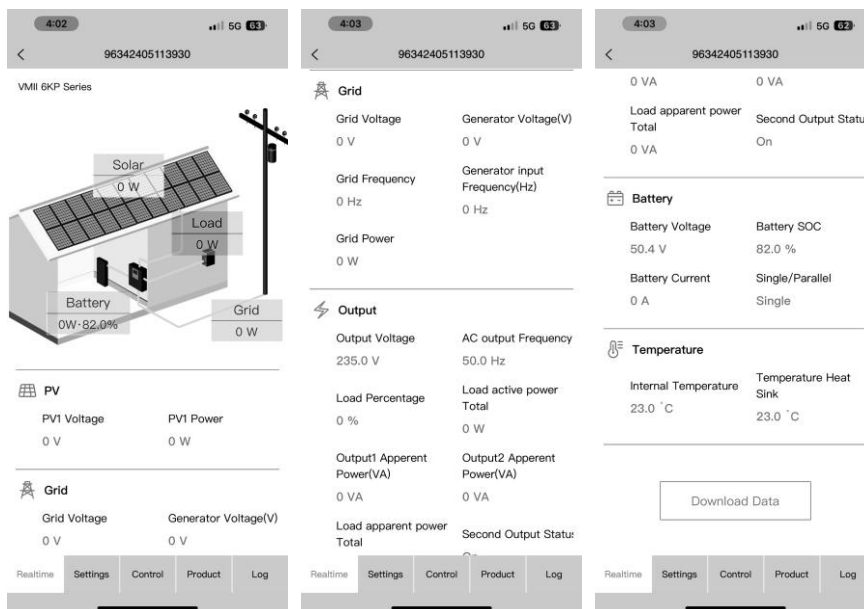 4:02
5G 63
96342405113930
VMII 6KP Series
Solar
0 W
Load
0 W
Battery
0W·82.0%
Grid
0 W
PV
PV1 Voltage PV1 Power
0 V 0 W
Grid
Grid Voltage Generator Voltage(V)
0 V 0 V
Realtime Settings Control Product Log
4:03
5G 63
96342405113930
Grid
Grid Voltage Generator Voltage(V)
0 V 0 V
Grid Frequency Generator input
Frequency(Hz)
0 Hz 0 Hz
Grid Power
0 W
Output
Output Voltage AC output Frequency
235.0 V 50.0 Hz
Load Percentage Load active power
Total
0 % 0 W
Output1 Apperent Output2 Apperent
Power(VA) Power(VA)
0 VA 0 VA
Load apparent power Second Output Status
Total
Realtime Settings Control Product Log
4:03
5G 62
96342405113930
0 VA 0 VA
Load apparent power Second Output Statu
Total
0 VA On
Battery
Battery Voltage Battery SOC
50.4 V 82.0 %
Battery Current Single/Parallel
0 A Single
Temperature
Internal Temperature Temperature Heat
Sink
23.0 °C 23.0 °C
Download Data
Realtime Settings Control Product Log